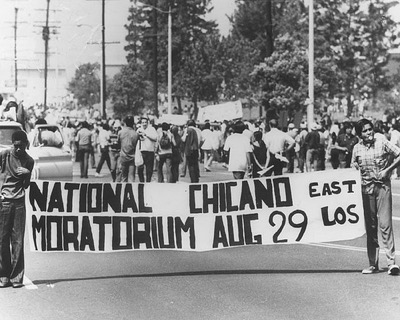 NATIONAL CHICANO EAST
MORATORIUM AUG 29 LOS